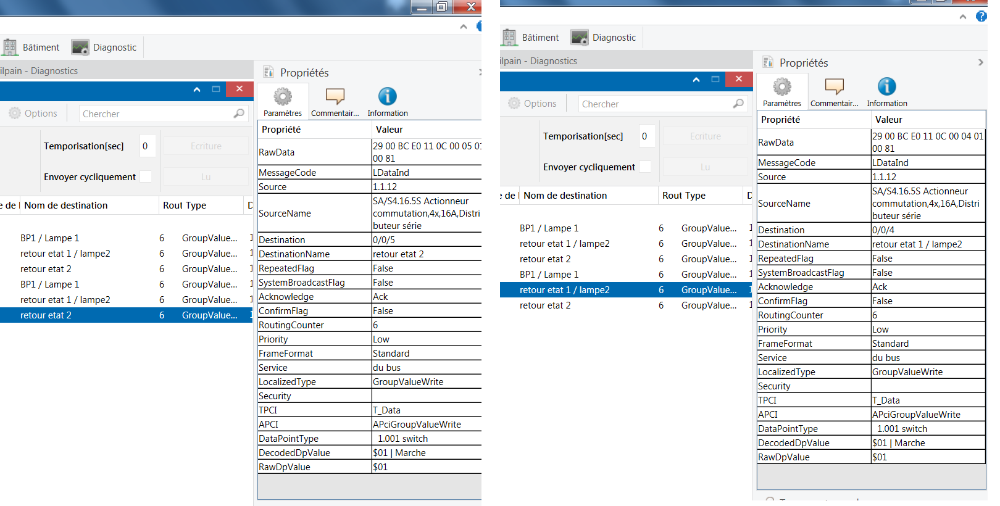 Bâtiment Diagnostic
ilpain - Diagnostics
Propriétés
Paramètres Commentair... Information
Options Chercher
Propriété Valeur
Temporisation[sec] 0 Ecriture
Envoyer cycliquement Lu
e de Nom de destination Rout Type D
BP1 / Lampe 1 6 GroupValue... 1
retour etat 1 / lampe2 6 GroupValue... 1
retour etat 2 6 GroupValue... 1
BP1 / Lampe 1 6 GroupValue... 1
retour etat 1 / lampe2 6 GroupValue... 1
retour etat 2 6 GroupValue... 1
RawData 29 00 BC E0 11 0C 00 05 01
00 81
MessageCode LDataInd
Source 1.1.12
SourceName SA/S4.16.5S Actionneur
commutation,4x,16A,Distri
buteur série
Destination 0/0/5
DestinationName retour etat 2
RepeatedFlag False
SystemBroadcastFlag False
Acknowledge Ack
ConfirmFlag False
RoutingCounter 6
Priority Low
FrameFormat Standard
Service du bus
LocalizedType GroupValueWrite
Security
TPCI T_Data
APCI APciGroupValueWrite
DataPointType 1.001 switch
DecodedDpValue $01 | Marche
RawDpValue $01
Bâtiment Diagnostic
ilpain - Diagnostics
Propriétés
Paramètres Commentair... Information
Options Chercher
Propriété Valeur
Temporisation[sec] 0 Ecriture
Envoyer cycliquement Lu
e de Nom de destination Rout Type D
BP1 / Lampe 1 6 GroupValue... 1
retour etat 1 / lampe2 6 GroupValue... 1
retour etat 2 6 GroupValue... 1
BP1 / Lampe 1 6 GroupValue... 1
retour etat 1 / lampe2 6 GroupValue... 1
retour etat 2 6 GroupValue... 1
RawData 29 00 BC E0 11 0C 00 04 01
00 81
MessageCode LDataInd
Source 1.1.12
SourceName SA/S4.16.5S Actionneur
commutation,4x,16A,Distri
buteur série
Destination 0/0/4
DestinationName retour etat 1 / lampe2
RepeatedFlag False
SystemBroadcastFlag False
Acknowledge Ack
ConfirmFlag False
RoutingCounter 6
Priority Low
FrameFormat Standard
Service du bus
LocalizedType GroupValueWrite
Security
TPCI T_Data
APCI APciGroupValueWrite
DataPointType 1.001 switch
DecodedDpValue $01 | Marche
RawDpValue $01